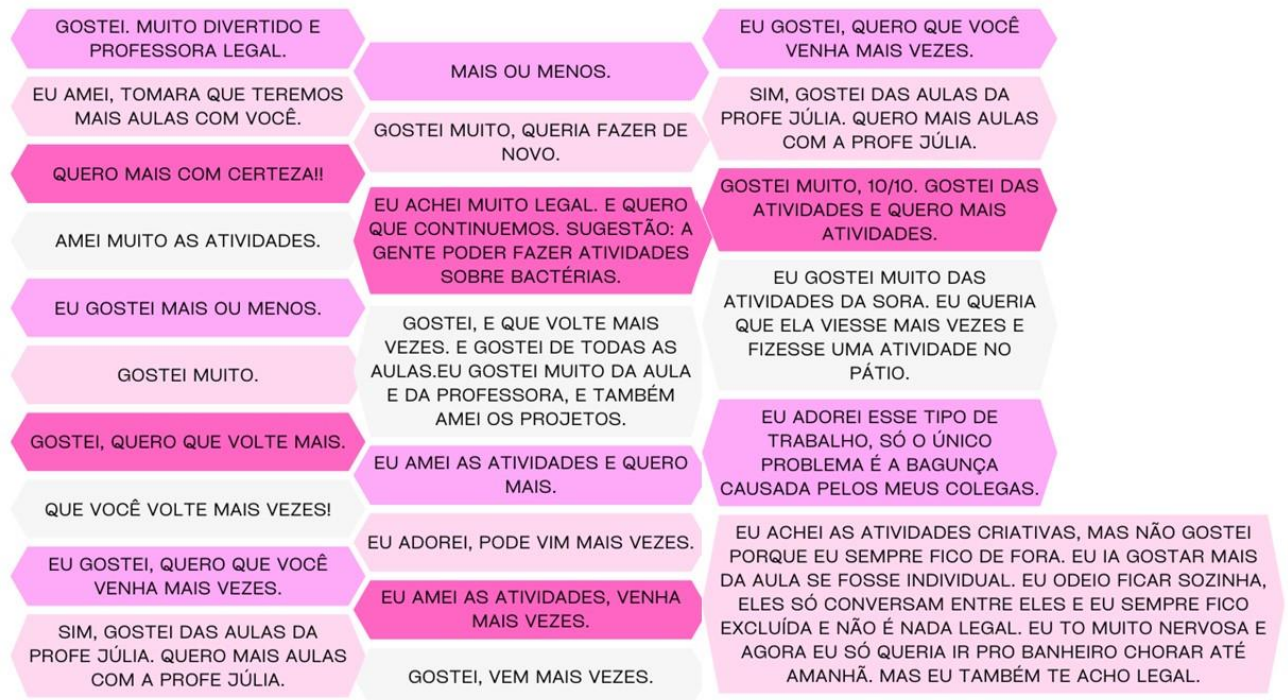 GOSTEI. MUITO DIVERTIDO E
PROFESSORA LEGAL.
EU AMEI, TOMARA QUE TEREMOS
MAIS AULAS COM VOCÊ.
QUERO MAIS COM CERTEZA!!
AMEI MUITO AS ATIVIDADES.
EU GOSTEI MAIS OU MENOS.
GOSTEI MUITO.
GOSTEI, QUERO QUE VOLTE MAIS.
QUE VOCÊ VOLTE MAIS VEZES!
EU GOSTEI, QUERO QUE VOCÊ
VENHA MAIS VEZES.
SIM, GOSTEI DAS AULAS DA
PROFE JÚLIA. QUERO MAIS AULAS
COM A PROFE JÚLIA.
MAIS OU MENOS.
GOSTEI MUITO, QUERIA FAZER DE
NOVO.
EU ACHEI MUITO LEGAL. E QUERO
QUE CONTINUEMOS. SUGESTÃO: A
GENTE PODER FAZER ATIVIDADES
SOBRE BACTÉRIAS.
GOSTEI, E QUE VOLTE MAIS
VEZES. E GOSTEI DE TODAS AS
AULAS.EU GOSTEI MUITO DA AULA
E DA PROFESSORA, E TAMBÉM
AMEI OS PROJETOS.
EU AMEI AS ATIVIDADES E QUERO
MAIS.
EU ADOREI, PODE VIM MAIS VEZES.
EU AMEI AS ATIVIDADES, VENHA
MAIS VEZES.
GOSTEI, VEM MAIS VEZES.
EU GOSTEI, QUERO QUE VOCÊ
VENHA MAIS VEZES.
SIM, GOSTEI DAS AULAS DA
PROFE JÚLIA. QUERO MAIS AULAS
COM A PROFE JÚLIA.
GOSTEI MUITO, 10/10. GOSTEI DAS
ATIVIDADES E QUERO MAIS
ATIVIDADES.
EU GOSTEI MUITO DAS
ATIVIDADES DA SORA. EU QUERIA
QUE ELA VIESSE MAIS VEZES E
FIZESSE UMA ATIVIDADE NO
PÁTIO.
EU ADOREI ESSE TIPO DE
TRABALHO, SÓ O ÚNICO
PROBLEMA É A BAGUNÇA
CAUSADA PELOS MEUS COLEGAS.
EU ACHEI AS ATIVIDADES CRIATIVAS, MAS NÃO GOSTEI
PORQUE EU SEMPRE FICO DE FORA. EU IA GOSTAR MAIS
DA AULA SE FOSSE INDIVIDUAL. EU ODEIO FICAR SOZINHA,
ELES SÓ CONVERSAM ENTRE ELES E EU SEMPRE FICO
EXCLUÍDA E NÃO É NADA LEGAL. EU TO MUITO NERVOSA E
AGORA EU SÓ QUERIA IR PRO BANHEIRO CHORAR ATÉ
AMANHÃ. MAS EU TAMBÉM TE ACHO LEGAL.